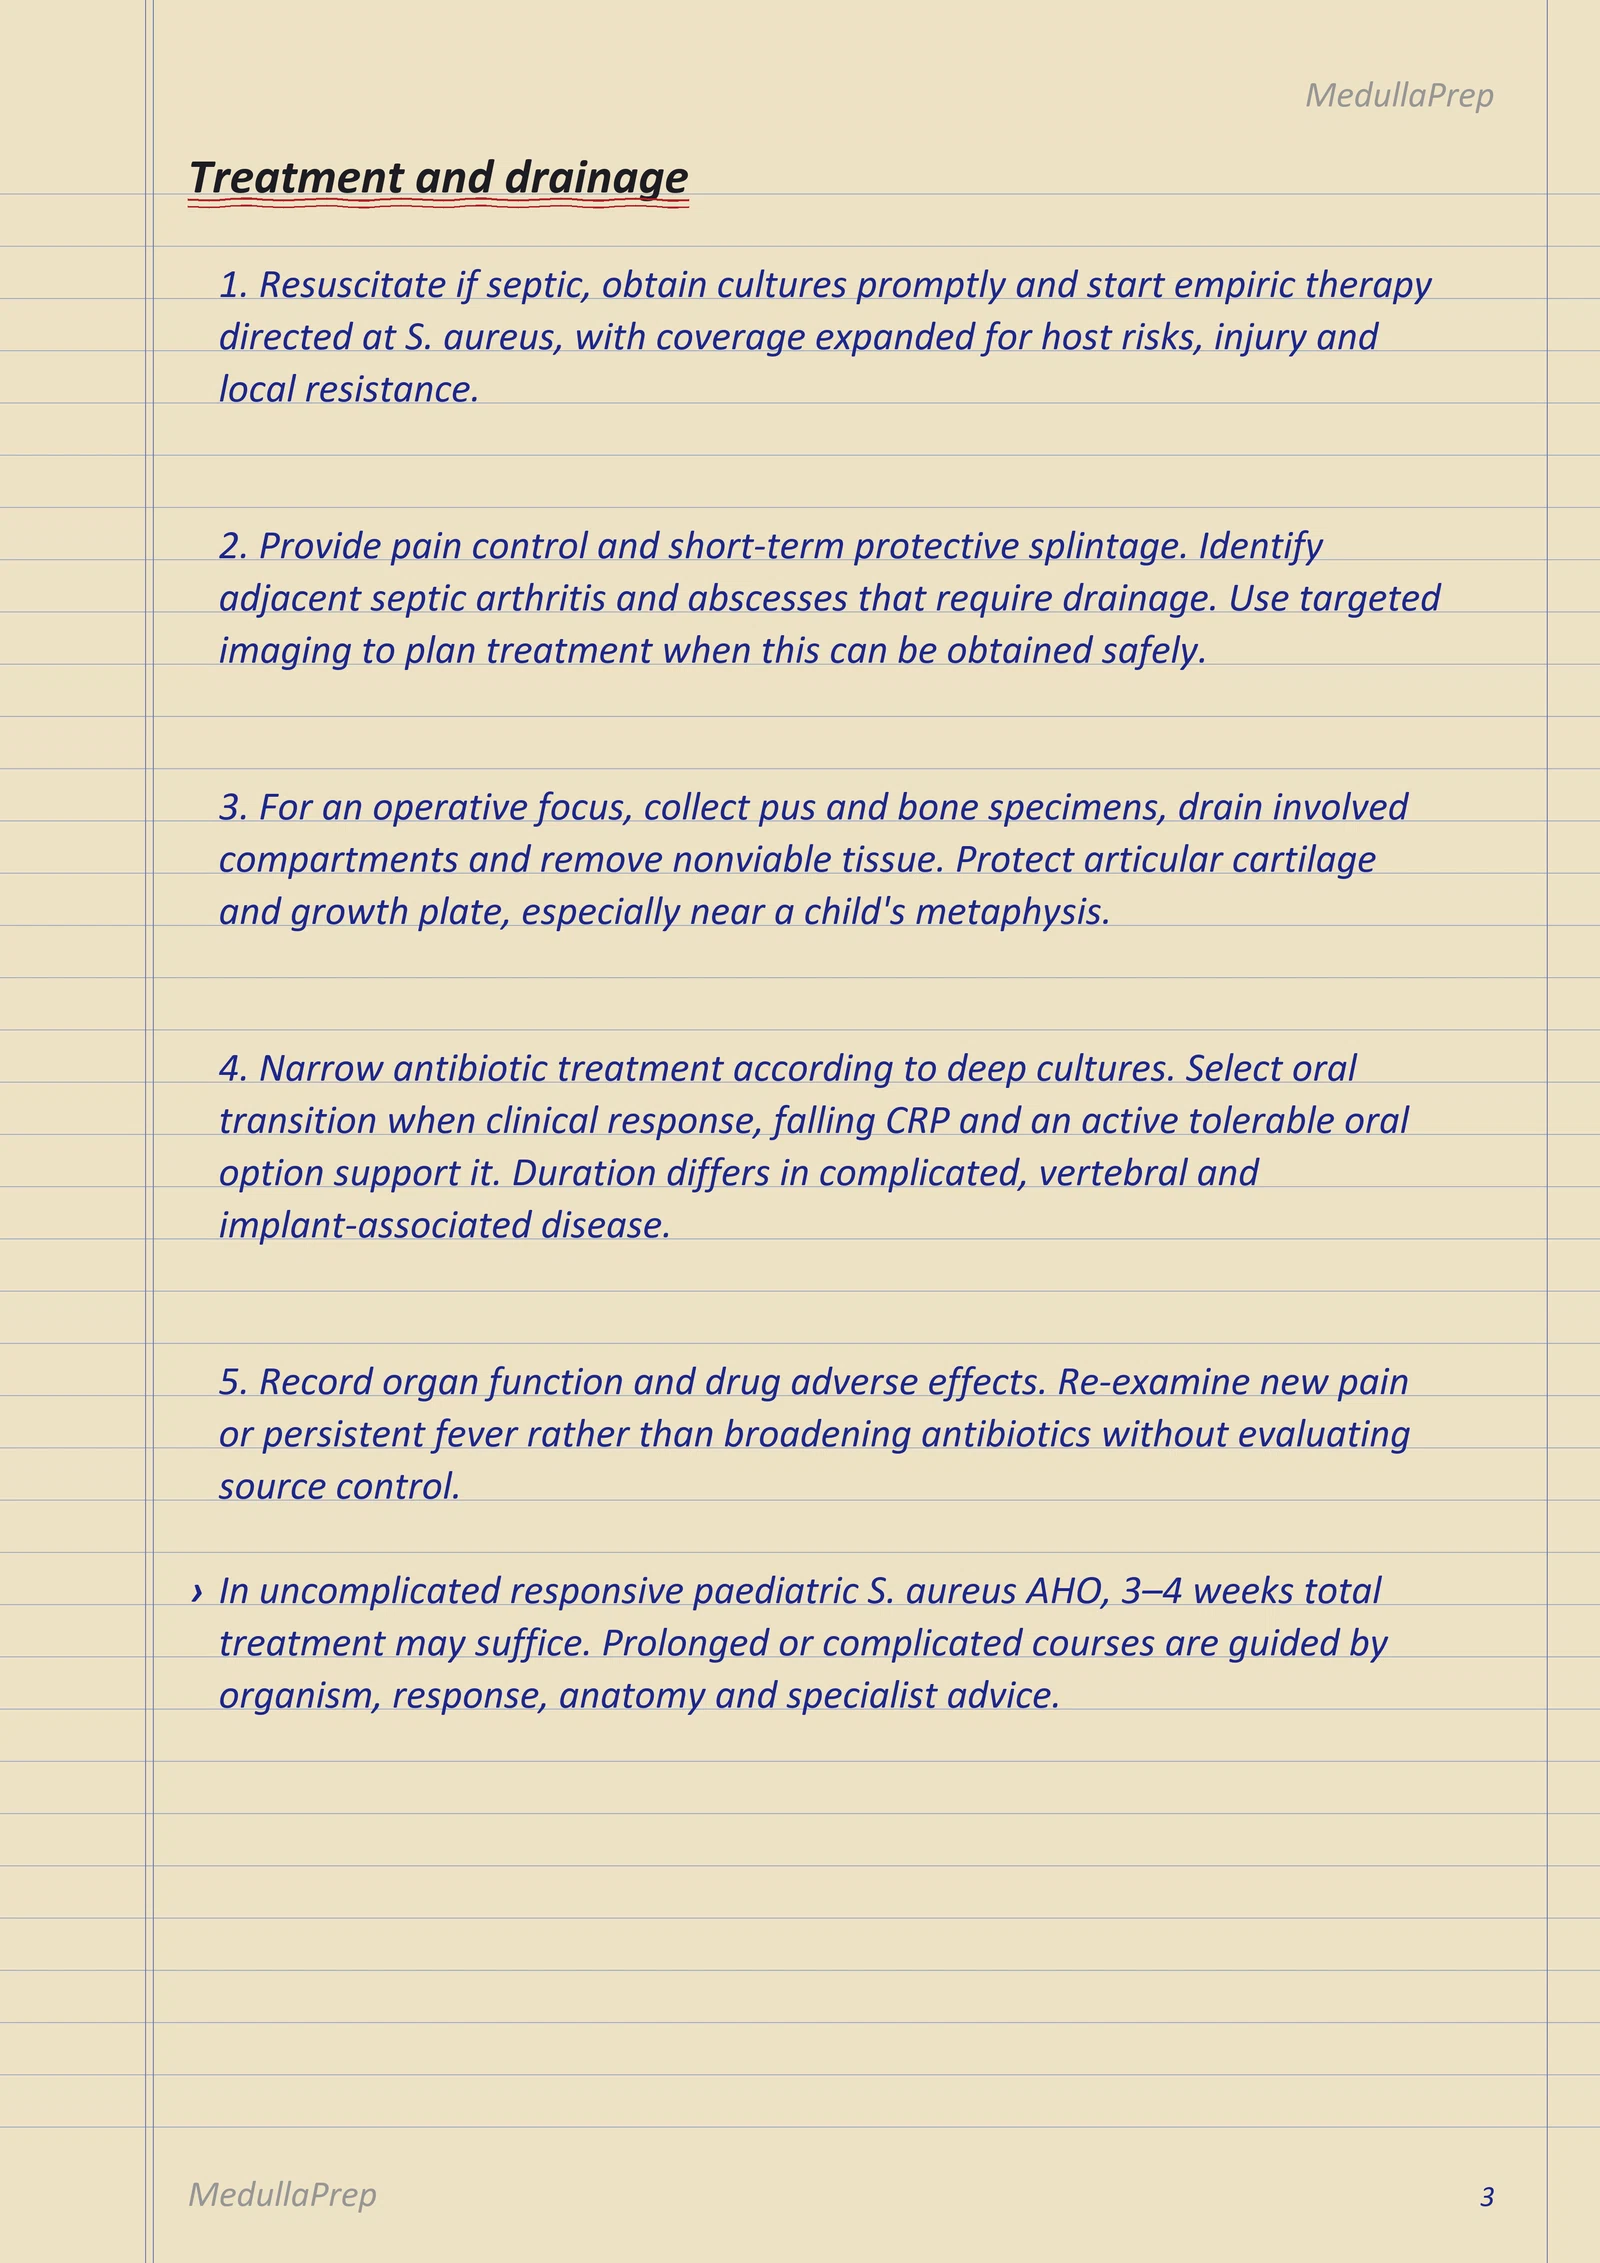 MedullaPrep
Treatment and drainage
1. Resuscitate if septic, obtain cultures promptly and start empiric therapy
directed at S. aureus, with coverage expanded for host risks, injury and
local resistance.
2. Provide pain control and short-term protective splintage. Identify
adjacent septic arthritis and abscesses that require drainage. Use targeted
imaging to plan treatment when this can be obtained safely.
3. For an operative focus, collect pus and bone specimens, drain involved
compartments and remove nonviable tissue. Protect articular cartilage
and growth plate, especially near a child's metaphysis.
4. Narrow antibiotic treatment according to deep cultures. Select oral
transition when clinical response, falling CRP and an active tolerable oral
option support it. Duration differs in complicated, vertebral and
implant-associated disease.
5. Record organ function and drug adverse effects. Re-examine new pain
or persistent fever rather than broadening antibiotics without evaluating
source control.
› In uncomplicated responsive paediatric S. aureus AHO, 3–4 weeks total
treatment may suffice. Prolonged or complicated courses are guided by
organism, response, anatomy and specialist advice.
MedullaPrep
3